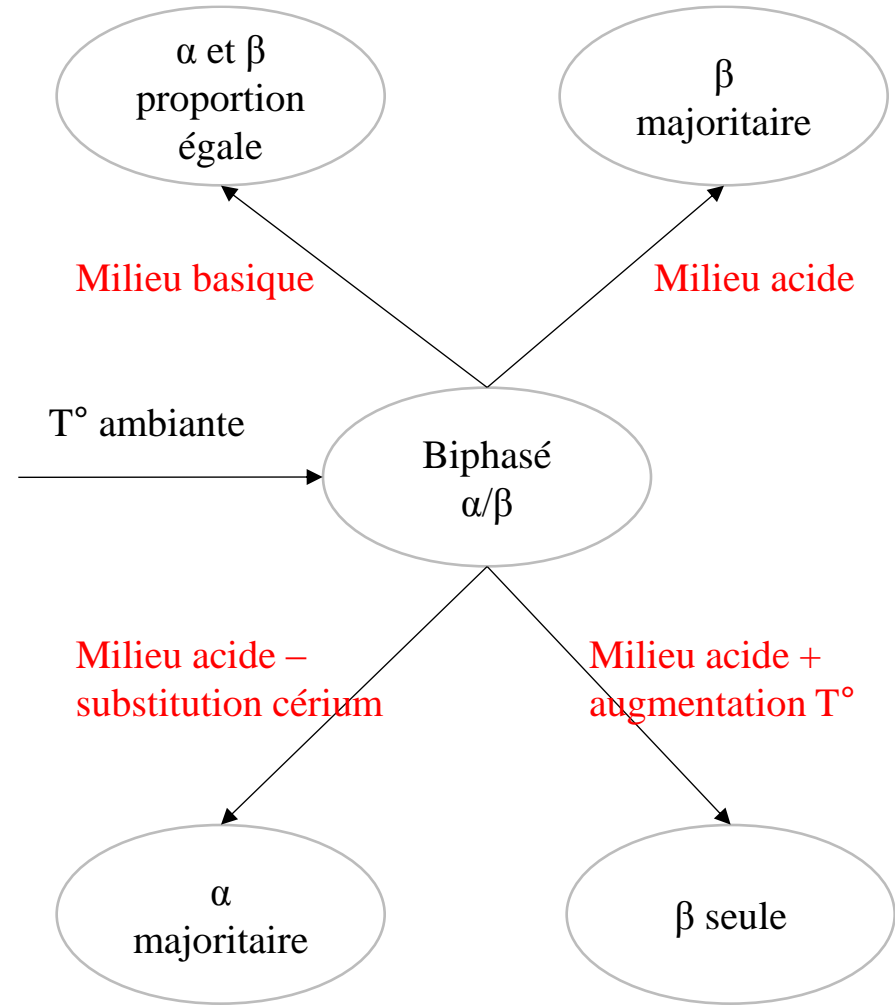 α et β
proportion
égale
β
majoritaire
Milieu basique
Milieu acide
T° ambiante
Biphasé
α/β
Milieu acide –
substitution cérium
Milieu acide +
augmentation T°
α
majoritaire
β seule